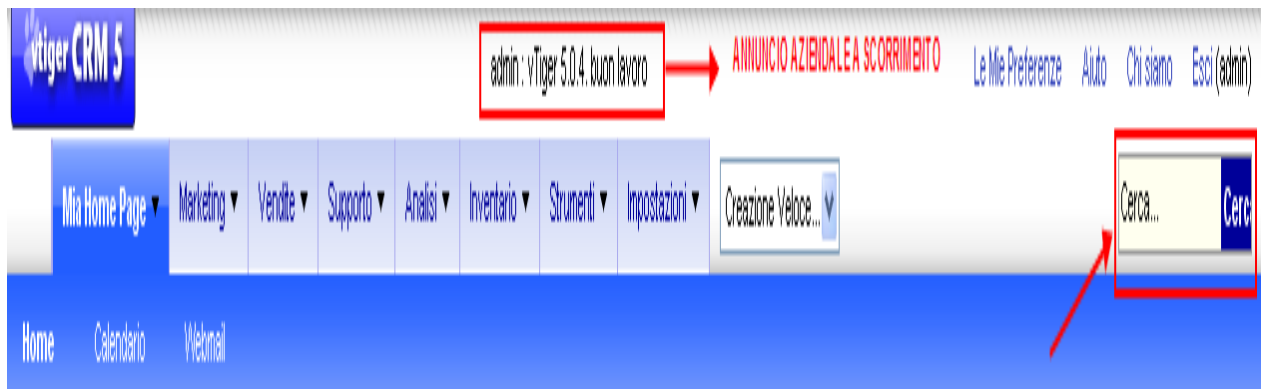 vtiger CRM 5
admin : vTiger 5.0.4. buon lavoro
ANNUNCIO AZIENDALE A SCORRIMENTO
Le Mie Preferenze Aiuto Chi siamo Esci (admin)
Mia Home Page Marketing Vendite Supporto Analisi Inventario Strumenti Impostazioni Creazione Veloce... Cerca... Cerc
Home Calendario Webmail